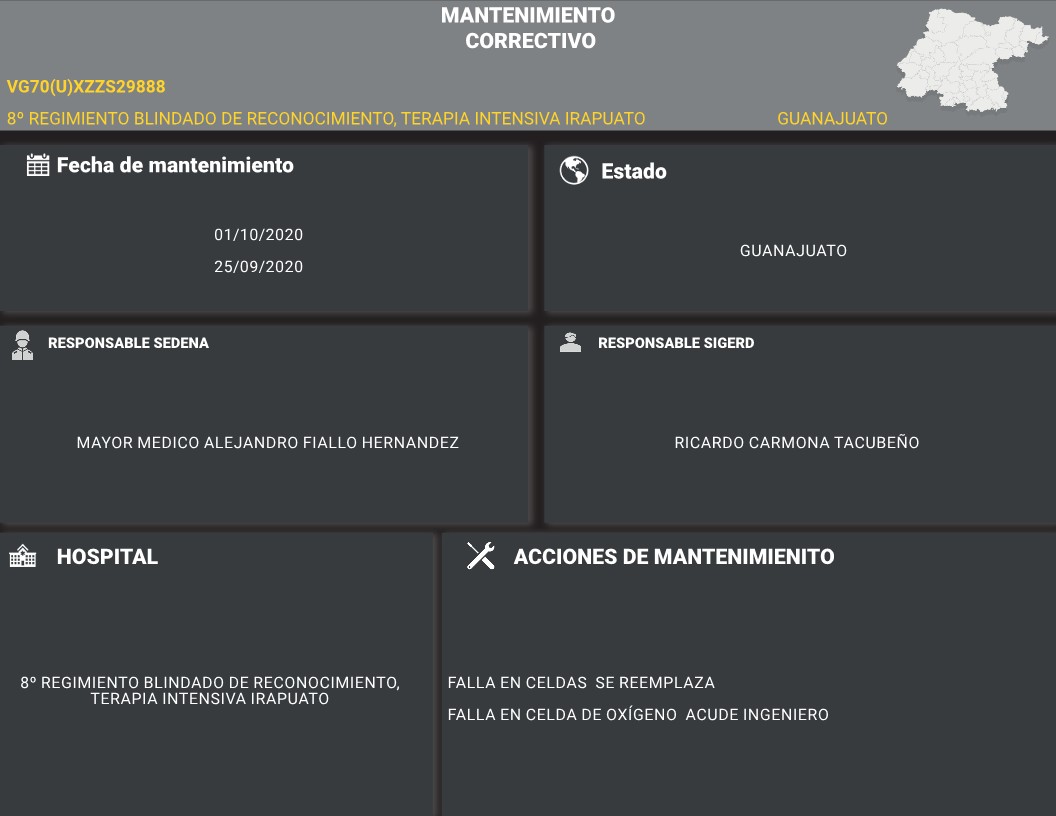 MANTENIMIENTO
CORRECTIVO
VG70(U)XZZS29888
8º REGIMIENTO BLINDADO DE RECONOCIMIENTO, TERAPIA INTENSIVA IRAPUATO
GUANAJUATO
Fecha de mantenimiento
01/10/2020
25/09/2020
Estado
GUANAJUATO
RESPONSABLE SEDENA
MAYOR MEDICO ALEJANDRO FIALLO HERNANDEZ
RESPONSABLE SIGERD
RICARDO CARMONA TACUBEÑO
HOSPITAL
8º REGIMIENTO BLINDADO DE RECONOCIMIENTO,
TERAPIA INTENSIVA IRAPUATO
ACCIONES DE MANTENIMIENITO
FALLA EN CELDAS  SE REEMPLAZA
FALLA EN CELDA DE OXÍGENO  ACUDE INGENIERO